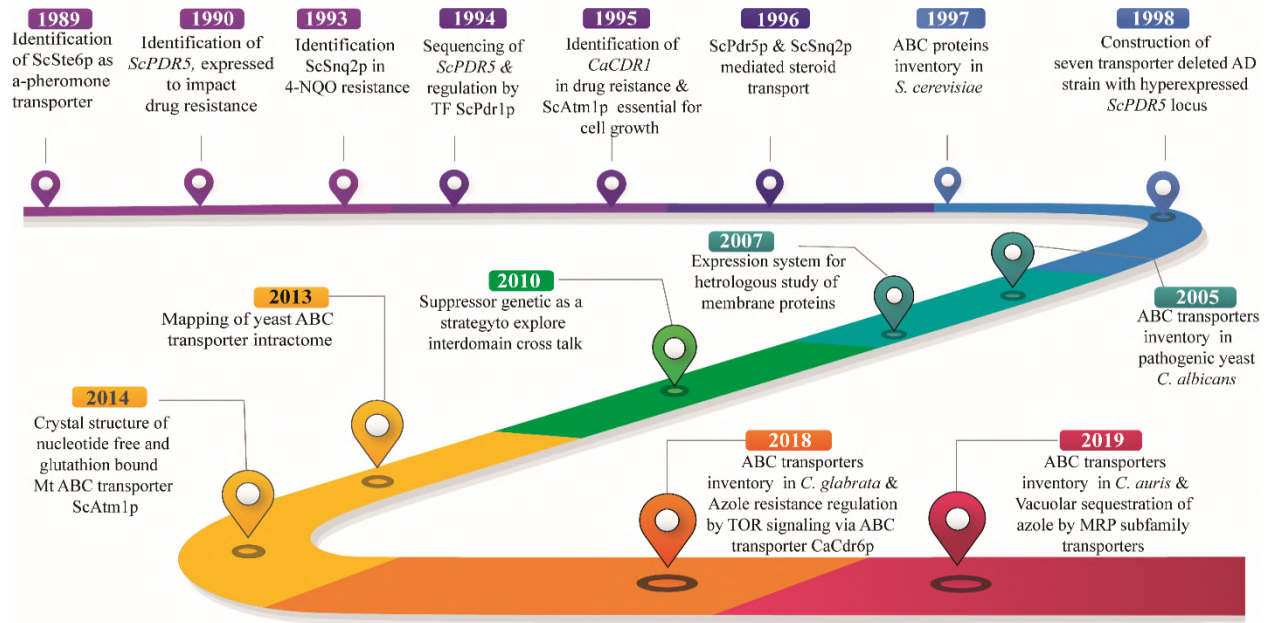 1989
Identification
of ScSte6p as
a-pheromone
transporter
1990
Identification of
ScPDR5, expressed
to impact
drug resistance
1993
Identification
ScSnq2p in
4-NQO resistance
1994
Sequencing of
ScPDR5 &
regulation by
TF ScPdr1p
1995
Identification of
CaCDR1
in drug reistance &
ScAtm1p essential for
cell growth
1996
ScPdr5p & ScSnq2p
mediated steroid
transport
1997
ABC proteins
inventory in
S. cerevisiae
1998
Construction of
seven transporter deleted AD
strain with hyperexpressed
ScPDR5 locus
2005
ABC transporters
inventory in
pathogenic yeast
C. albicans
2007
Expression system for
hetrologous study of
membrane proteins
2010
Suppressor genetic as a
strategyto explore
interdomain cross talk
2013
Mapping of yeast ABC
transporter intractome
2014
Crystal structure of
nucleotide free and
glutathion bound
Mt ABC transporter
ScAtm1p
2018
ABC transporters
inventory in C. glabrata &
Azole resistance regulation
by TOR signaling via ABC
transporter CaCdr6p
2019
ABC transporters
inventory in C. auris &
Vacuolar sequestration of
azole by MRP subfamily
transporters